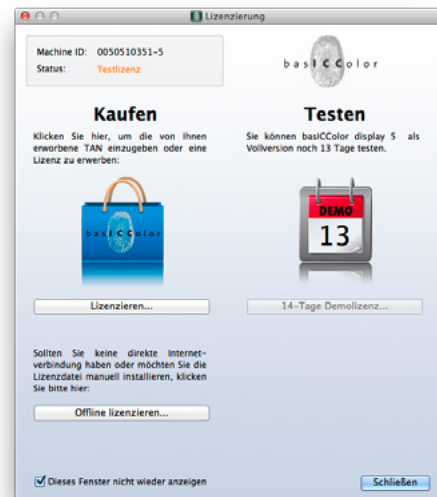 Lizenzierung
Machine ID: 0050510351-5
Status: Testlizenz
basICColor
Kaufen
Klicken Sie hier, um die von Ihnen
erworbene TAN einzugeben oder eine
Lizenz zu erwerben:
basICColor
Lizenzieren...
Sollten Sie keine direkte Internet-
verbindung haben oder möchten Sie die
Lizenzdatei manuell installieren, klicken
Sie bitte hier:
Offline lizenzieren...
Testen
Sie können basICColor display 5 als
Vollversion noch 13 Tage testen.
DEMO
13
14-Tage Demolizenz...
Dieses Fenster nicht wieder anzeigen
Schließen